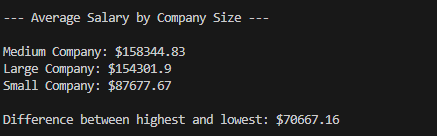 --- Average Salary by Company Size ---
Medium Company: $158344.83
Large Company: $154301.9
Small Company: $87677.67
Difference between highest and lowest: $70667.16